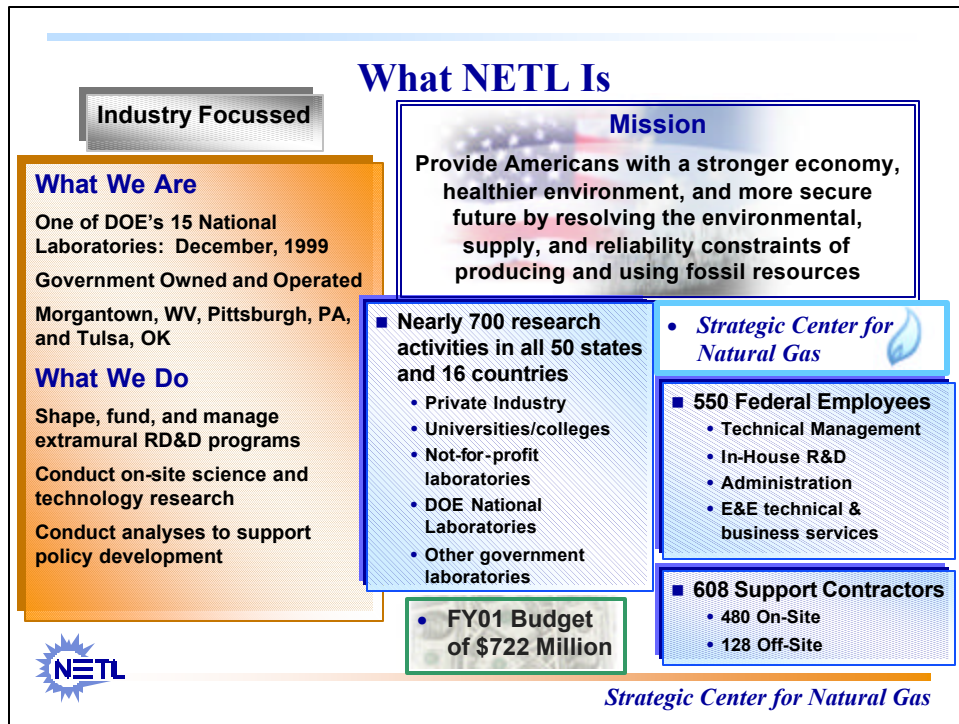 What NETL Is
Industry Focussed
What We Are
One of DOE's 15 National
Laboratories: December, 1999
Government Owned and Operated
Morgantown, WV, Pittsburgh, PA,
and Tulsa, OK
What We Do
Shape, fund, and manage
extramural RD&D programs
Conduct on-site science and
technology research
Conduct analyses to support
policy development
Mission
Provide Americans with a stronger economy,
healthier environment, and more secure
future by resolving the environmental,
supply, and reliability constraints of
producing and using fossil resources
■ Nearly 700 research
activities in all 50 states
and 16 countries
• Private Industry
• Universities/colleges
• Not-for-profit
laboratories
• DOE National
Laboratories
• Other government
laboratories
• FY01 Budget
of $722 Million
• Strategic Center for
Natural Gas
■ 550 Federal Employees
• Technical Management
• In-House R&D
• Administration
• E&E technical &
business services
■ 608 Support Contractors
• 480 On-Site
• 128 Off-Site
NETL
Strategic Center for Natural Gas